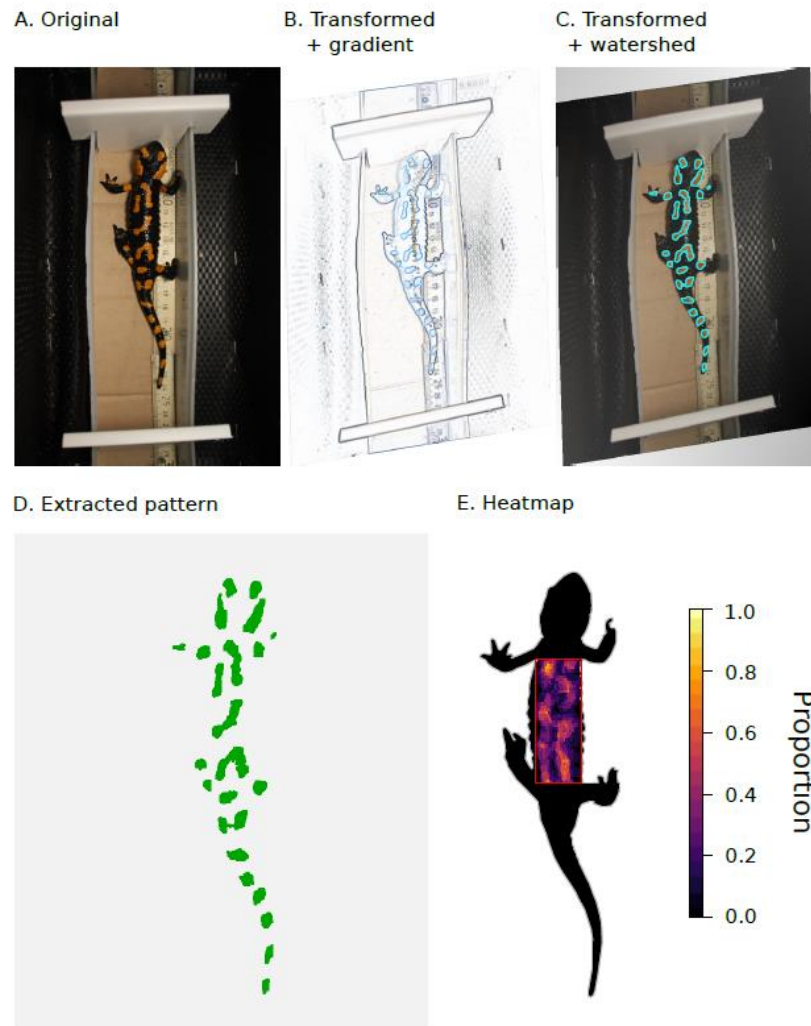 A. Original
B. Transformed
+ gradient
C. Transformed
+ watershed
D. Extracted pattern
E. Heatmap
1.0
0.8
0.6
0.4
0.2
0.0
Proportion